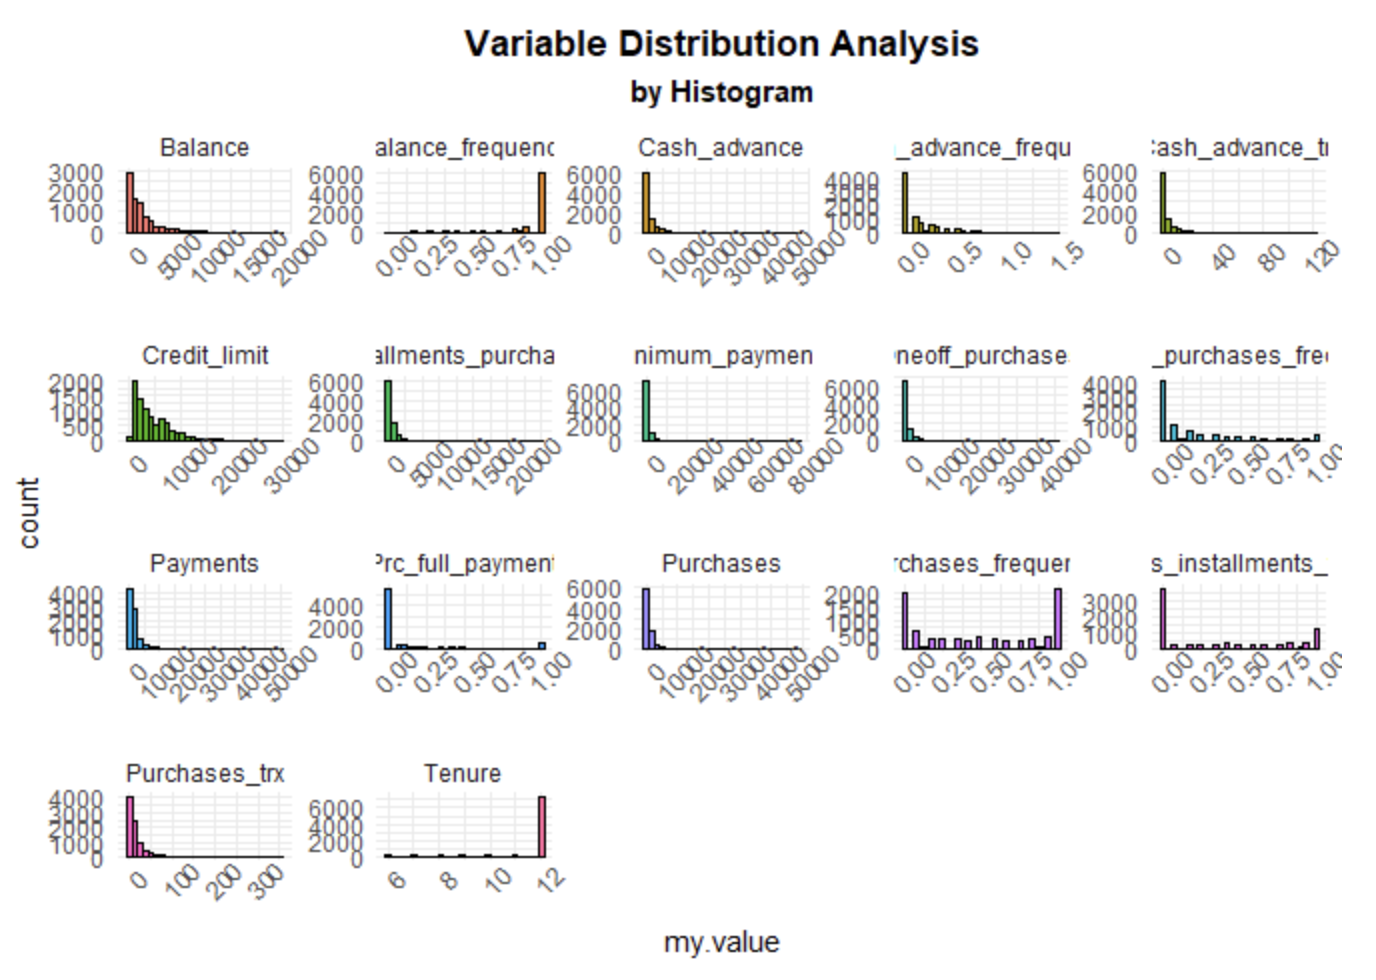 Variable Distribution Analysis
by Histogram
Balance
alance_frequenc
Cash_advance
_advance_frequ
Cash_advance_tr
3000
2000
1000
0
6000
4000
2000
0
6000
4000
2000
0
4000
3000
2000
1000
0
6000
4000
2000
0
0 5000 10000 15000 20000
0.00 0.25 0.50 0.75 1.00
0 10000 20000 30000 40000 50000
0.0 0.5 1.0 1.5
0 40 80 120
Credit_limit
allments_purcha
nimum_paymen
neoff_purchase
_purchases_fre
2000
1500
1000
500
0
6000
4000
2000
0
6000
4000
2000
0
6000
4000
2000
0
4000
3000
2000
1000
0
0 10000 20000 30000
0 5000 10000 15000 20000
0 20000 40000 60000 80000
0 10000 20000 30000 40000
0.00 0.25 0.50 0.75 1.00
count
Payments
Prc_full_payment
Purchases
rchases_frequer
s_installments_
4000
3000
2000
1000
0
4000
2000
0
6000
4000
2000
0
2000
1500
1000
500
0
3000
2000
1000
0
0 10000 20000 30000 40000 50000
0.00 0.25 0.50 0.75 1.00
0 10000 20000 30000 40000 50000
0.00 0.25 0.50 0.75 1.00
0.00 0.25 0.50 0.75 1.00
Purchases_trx
Tenure
4000
3000
2000
1000
0
6000
4000
2000
0
0 100 200 300
6 8 10 12
my.value